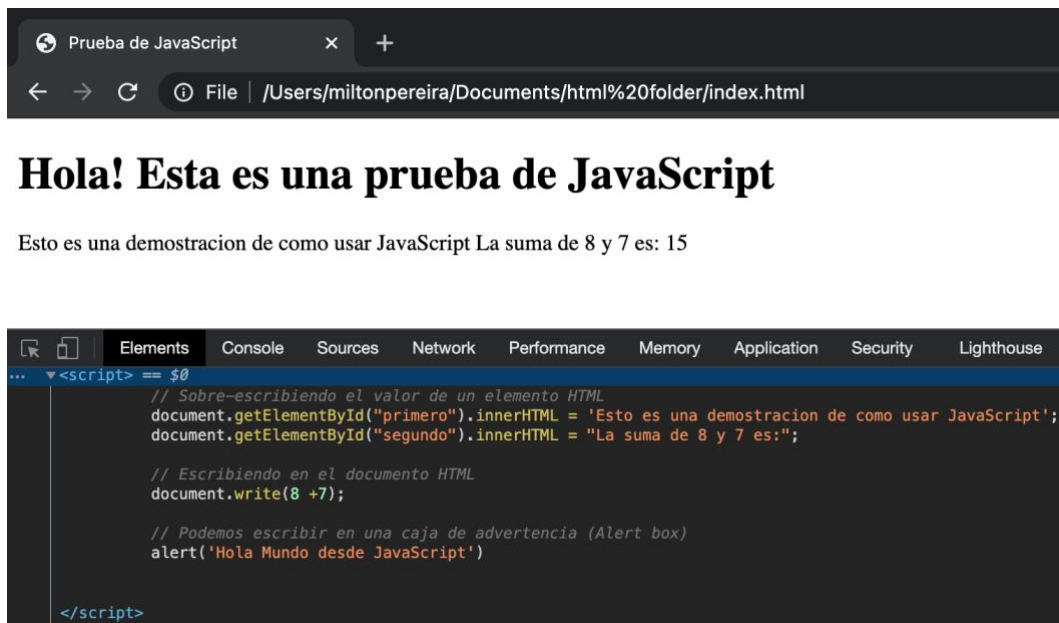 Prueba de JavaScript
File | /Users/miltonpereira/Documents/html%20folder/index.html
Hola! Esta es una prueba de JavaScript
Esto es una demostracion de como usar JavaScript La suma de 8 y 7 es: 15
Elements Console Sources Network Performance Memory Application Security Lighthouse
... ▼<script> == $0
// Sobre-escribiendo el valor de un elemento HTML
document.getElementById("primero").innerHTML = 'Esto es una demostracion de como usar JavaScript';
document.getElementById("segundo").innerHTML = "La suma de 8 y 7 es:";
// Escribiendo en el documento HTML
document.write(8 +7);
// Podemos escribir en una caja de advertencia (Alert box)
alert('Hola Mundo desde JavaScript')
</script>